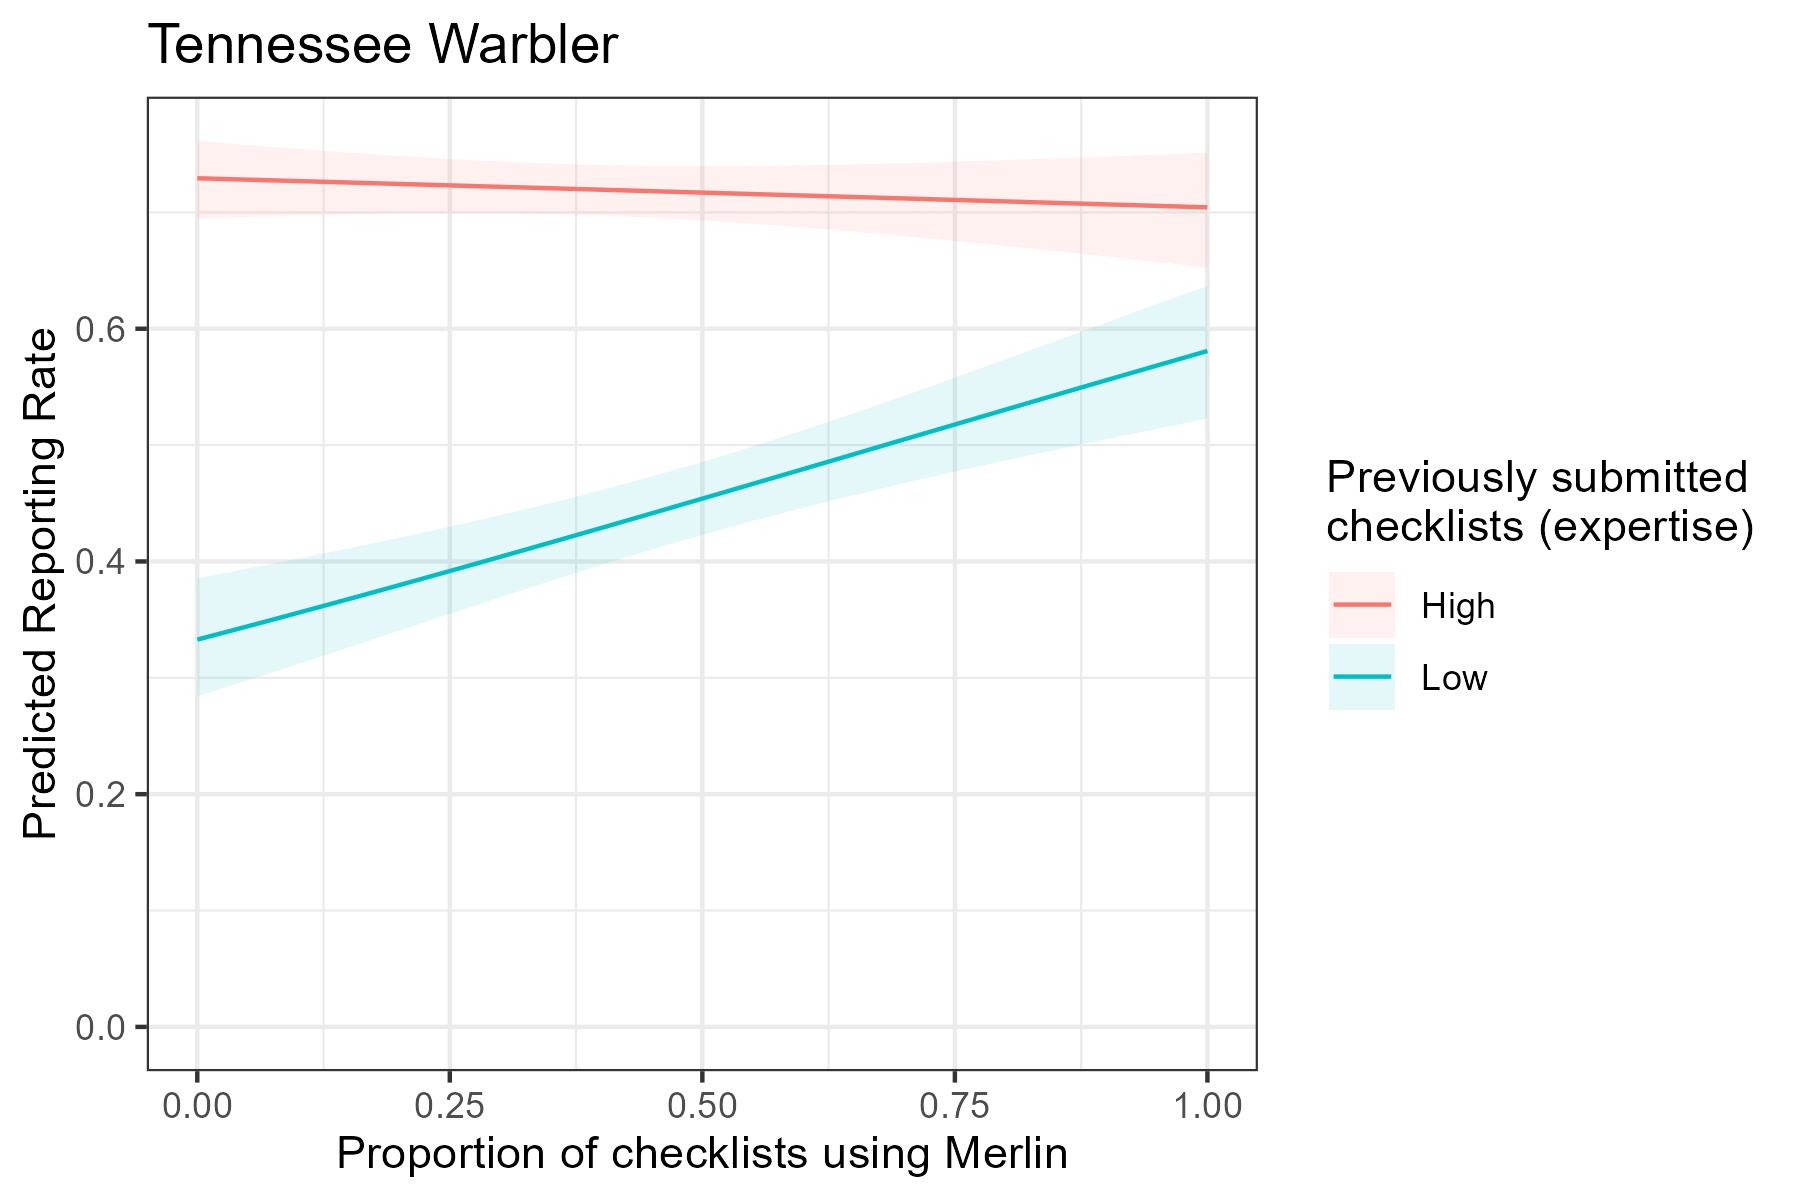 Tennessee Warbler
Predicted Reporting Rate
0.6
0.4
0.2
0.0
0.00 0.25 0.50 0.75 1.00
Proportion of checklists using Merlin
Previously submitted
checklists (expertise)
High
Low